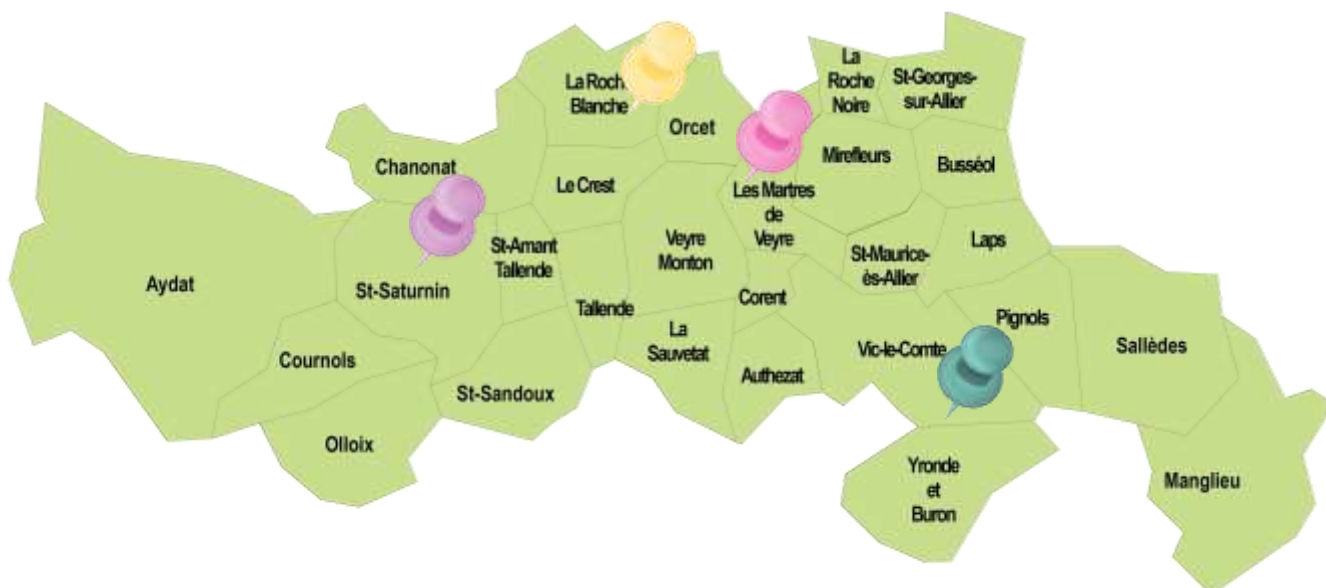 La Roch
Blanche
Orcet
La
Roche
Noire
St-Georges-
sur-Allier
Chanonat
Le Crest
Mirefleurs
Busséol
Les Martres
de
Veyre
Aydat
St-Saturnin
St-Amant
Tallende
Veyre
Monton
St-Maurice-
ès-Allier
Laps
Cournols
Tallende
Corent
La
Sauvetat
Authezat
Vic-le-Comte
Pignols
Sallèdes
St-Sandoux
Olloix
Yronde
et
Buron
Manglieu